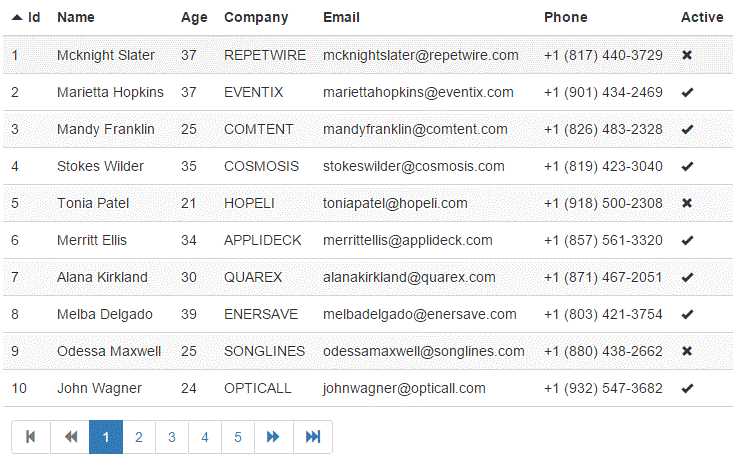 Id Name Age Company Email Phone Active
1 Mcknight Slater 37 REPETWIRE mcknightslater@repetwire.com +1 (817) 440-3729
2 Marietta Hopkins 37 EVENTIX mariettahopkins@eventix.com +1 (901) 434-2469
3 Mandy Franklin 25 COMTENT mandyfranklin@comtent.com +1 (826) 483-2328
4 Stokes Wilder 35 COSMOSIS stokeswilder@cosmosis.com +1 (819) 423-3040
5 Tonia Patel 21 HOPELI toniapatel@hopeli.com +1 (918) 500-2308
6 Merritt Ellis 34 APPLIDECK merrittellis@applideck.com +1 (857) 561-3320
7 Alana Kirkland 30 QUAREX alanakirkland@quarex.com +1 (871) 467-2051
8 Melba Delgado 39 ENERSAVE melbadelgado@enersave.com +1 (803) 421-3754
9 Odessa Maxwell 25 SONGLINES odessamaxwell@songlines.com +1 (880) 438-2662
10 John Wagner 24 OPTICALL johnwagner@opticall.com +1 (932) 547-3682
1 2 3 4 5